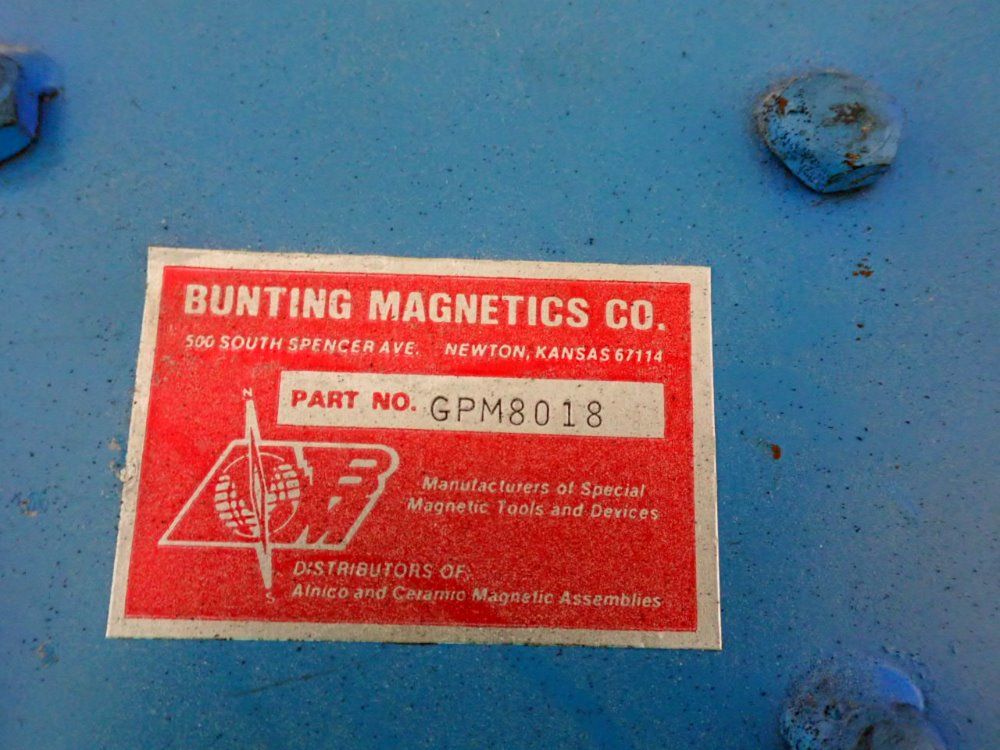 BUNTING MAGNETICS CO.
500 SOUTH SPENCER AVE. NEWTON, KANSAS 67114
PART NO. GPM8018
N
B
M
Manufacturers of Special
Magnetic Tools and Devices
S
DISTRIBUTORS OF:
Alnico and Ceramic Magnetic Assemblies